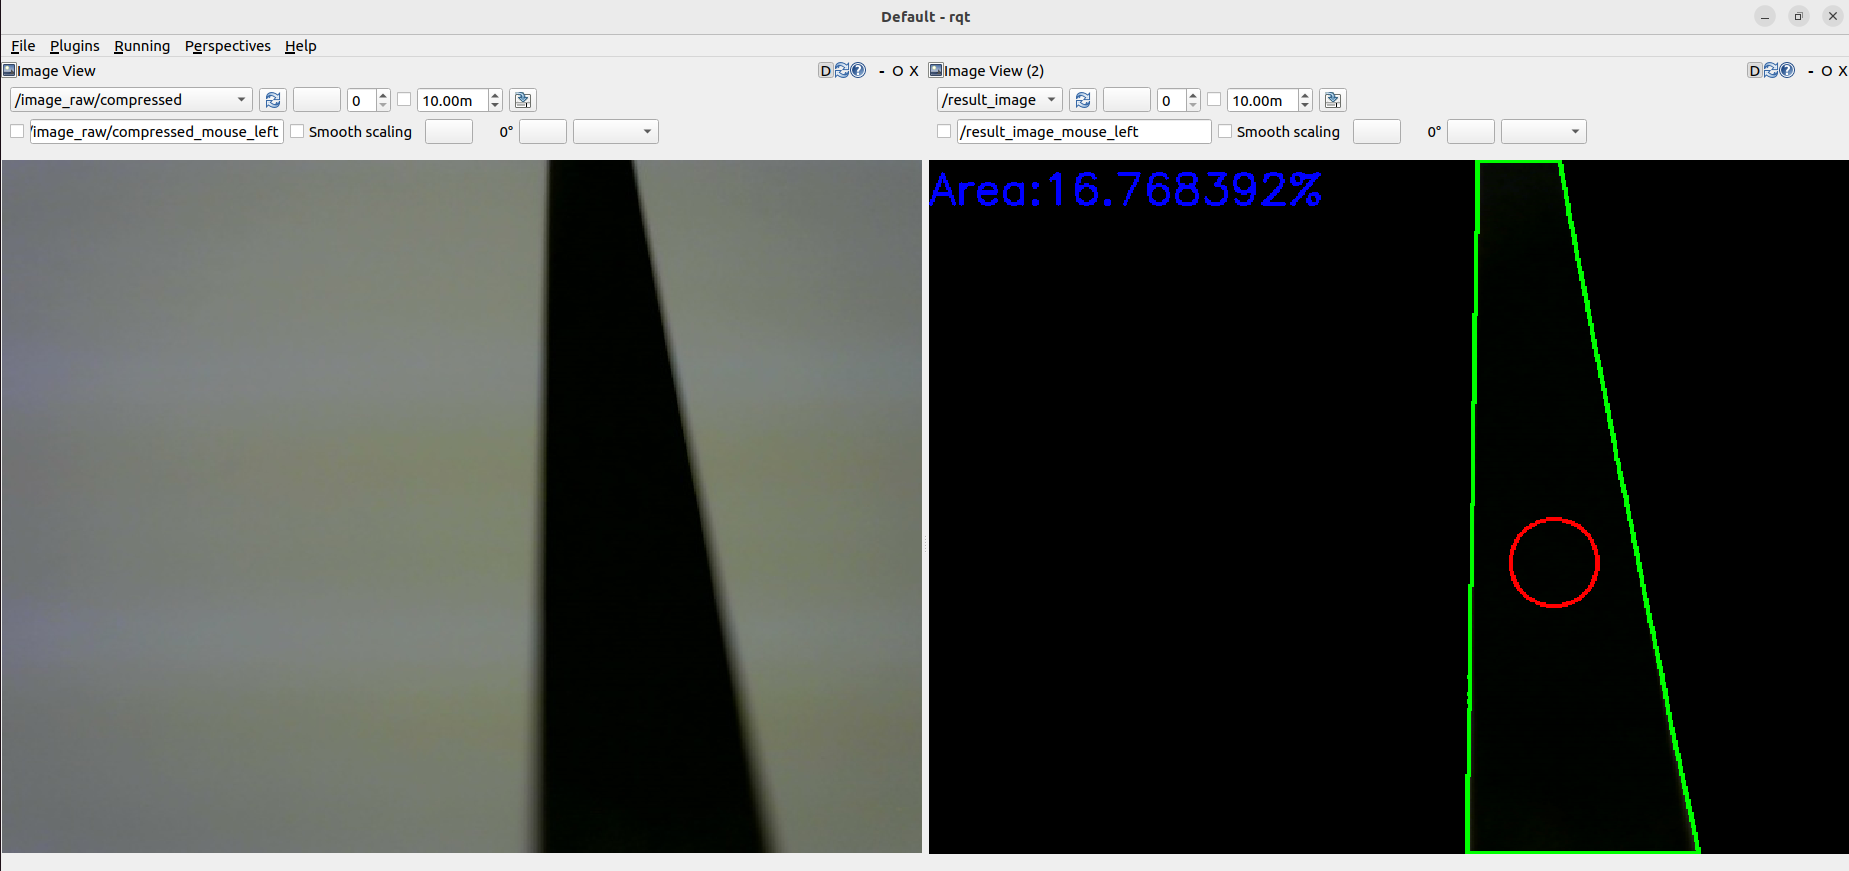 Default - rqt
File Plugins Running Perspectives Help
Image View
D - O X
/image_raw/compressed
0
10.00m
/image_raw/compressed_mouse_left
Smooth scaling
0°
Image View (2)
D - O X
/result_image
0
10.00m
/result_image_mouse_left
Smooth scaling
0°
Area:16.768392%